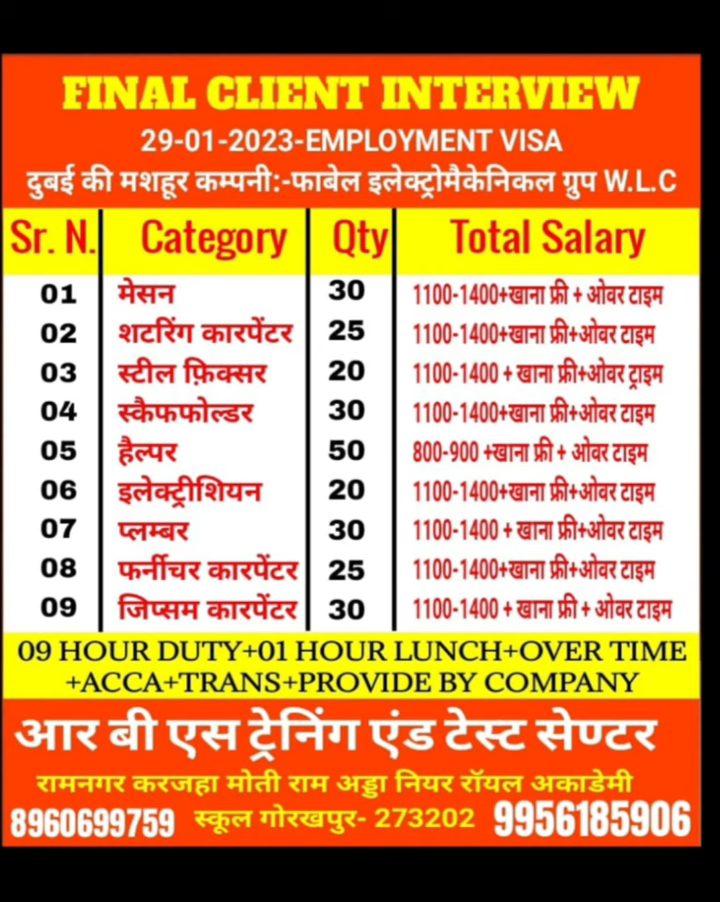 FINAL CLIENT INTERVIEW
29-01-2023-EMPLOYMENT VISA
दुबई की मशहूर कम्पनी:-फाबेल इलेक्ट्रोमैकेनिकल ग्रुप W.L.C
Sr. N. Category Qty Total Salary
01 मेसन 30 1100-1400+खाना फ्री + ओवर टाइम
02 शटरिंग कारपेंटर 25 1100-1400+खाना फ्री+ओवर टाइम
03 स्टील फ़िक्सर 20 1100-1400 + खाना फ्री+ओवर ट्राइम
04 स्कैफफोल्डर 30 1100-1400+खाना फ्री+ओवर टाइम
05 हैल्पर 50 800-900 +खाना फ्री + ओवर टाइम
06 इलेक्ट्रीशियन 20 1100-1400+खाना फ्री+ओवर टाइम
07 प्लम्बर 30 1100-1400 + खाना फ्री+ओवर टाइम
08 फर्नीचर कारपेंटर 25 1100-1400+खाना फ्री+ओवर टाइम
09 जिप्सम कारपेंटर 30 1100-1400 + खाना फ्री + ओवर टाइम
09 HOUR DUTY+01 HOUR LUNCH+OVER TIME
+ACCA+TRANS+PROVIDE BY COMPANY
आर बी एस ट्रेनिंग एंड टेस्ट सेण्टर
रामनगर करजहा मोती राम अड्डा नियर रॉयल अकाडेमी
8960699759 स्कूल गोरखपुर- 273202 9956185906